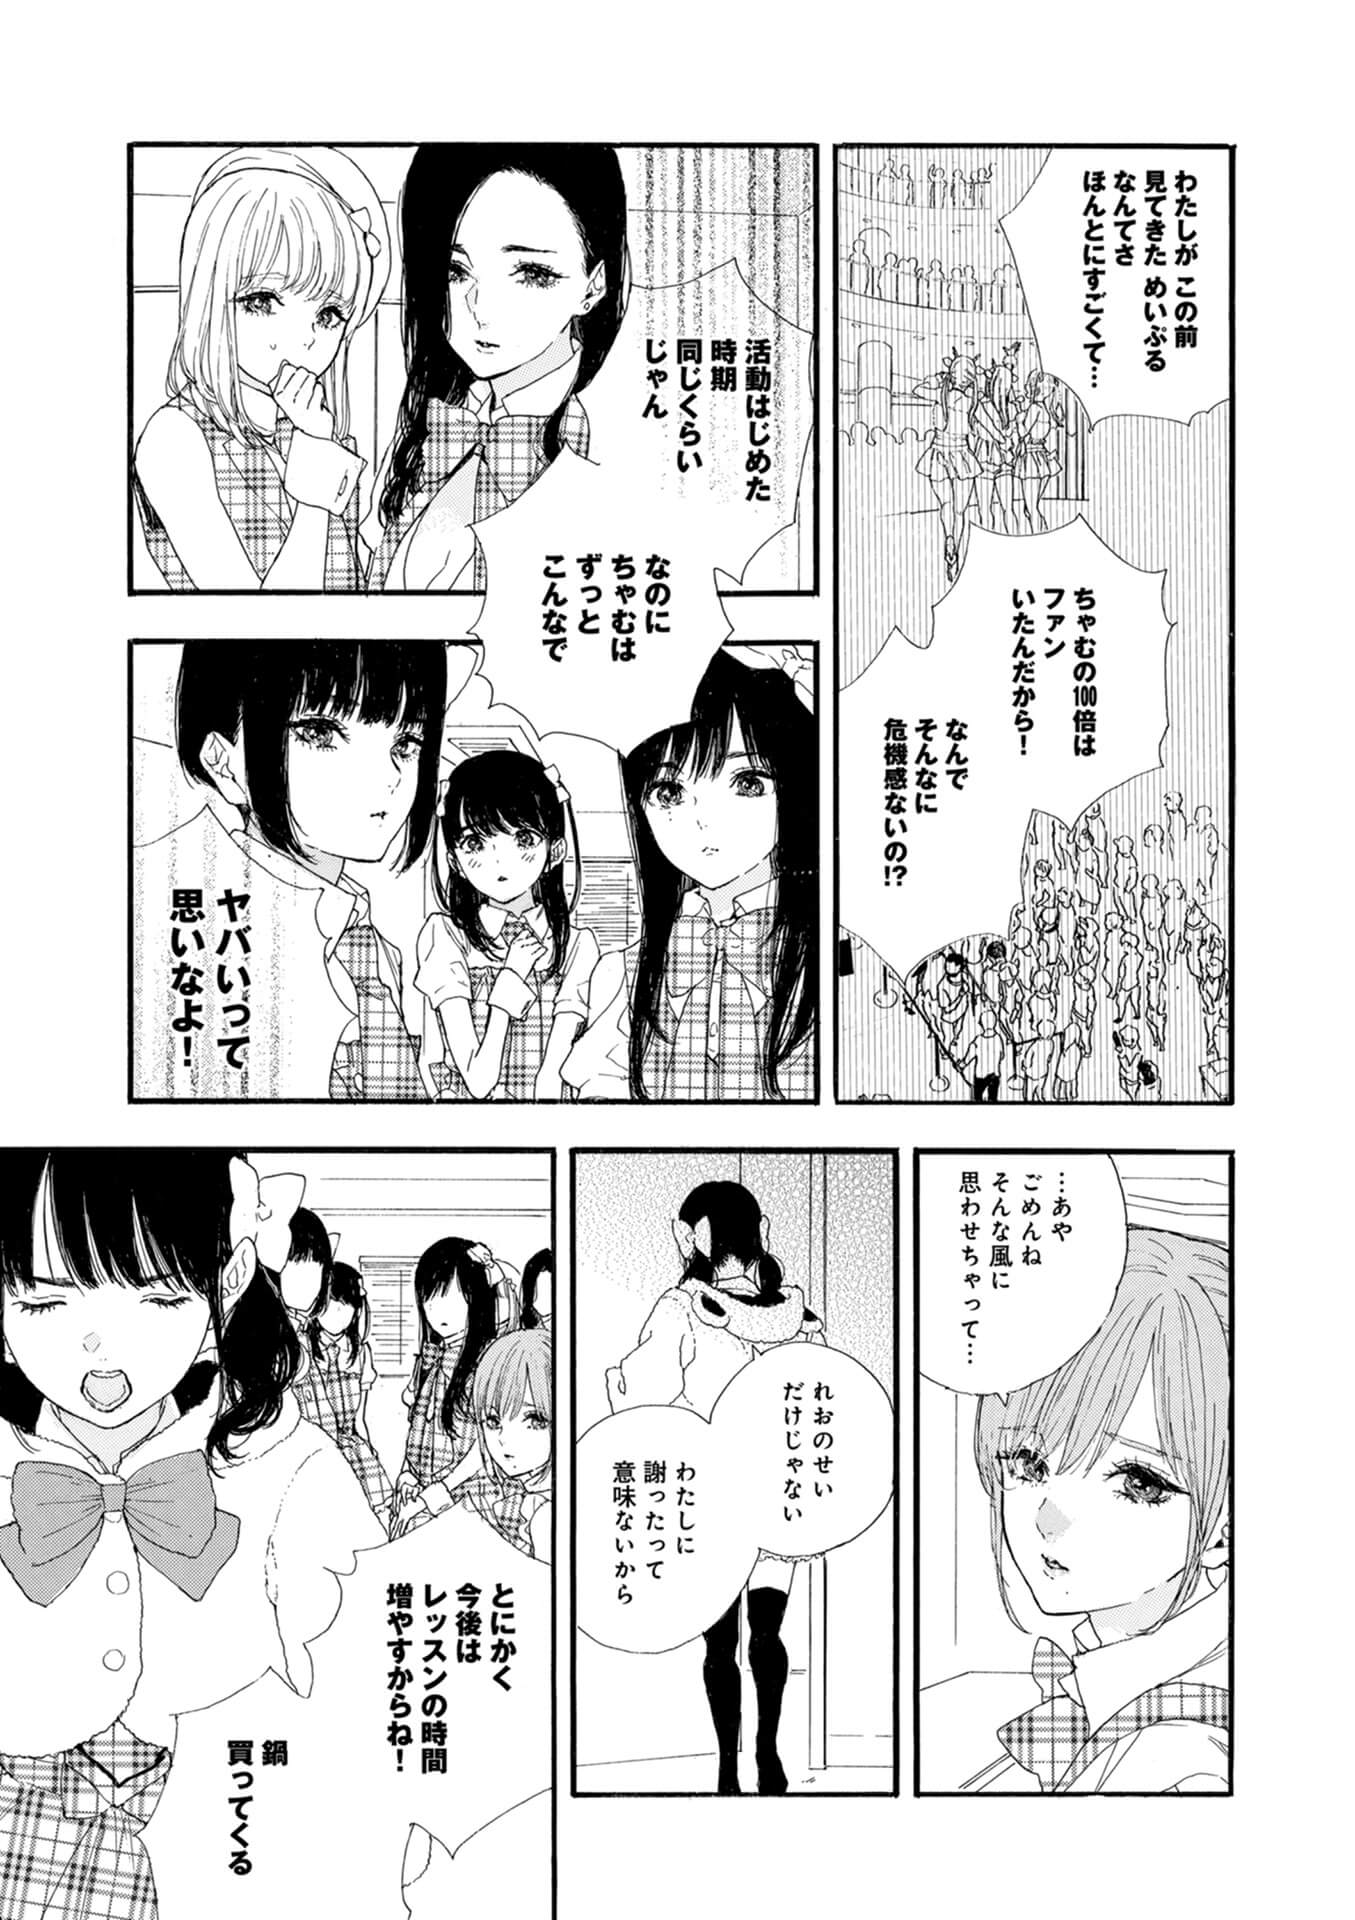 わたしが この前
見てきた めいぷる
なんてさ
ほんとにすごくて…
ちゃむの100倍は
ファン
いたんだから！
なんで
そんなに
危機感ないの!?
活動はじめた
時期
同じくらい
じゃん
なのに
ちゃむは
ずっと
こんなで
ヤバいって
思いなよ！
…あや
ごめんね
そんな風に
思わせちゃって…
れおのせい
だけじゃない
わたしに
謝ったって
意味ないから
とにかく
今後は
レッスンの時間
増やすからね！
鍋
買ってくる